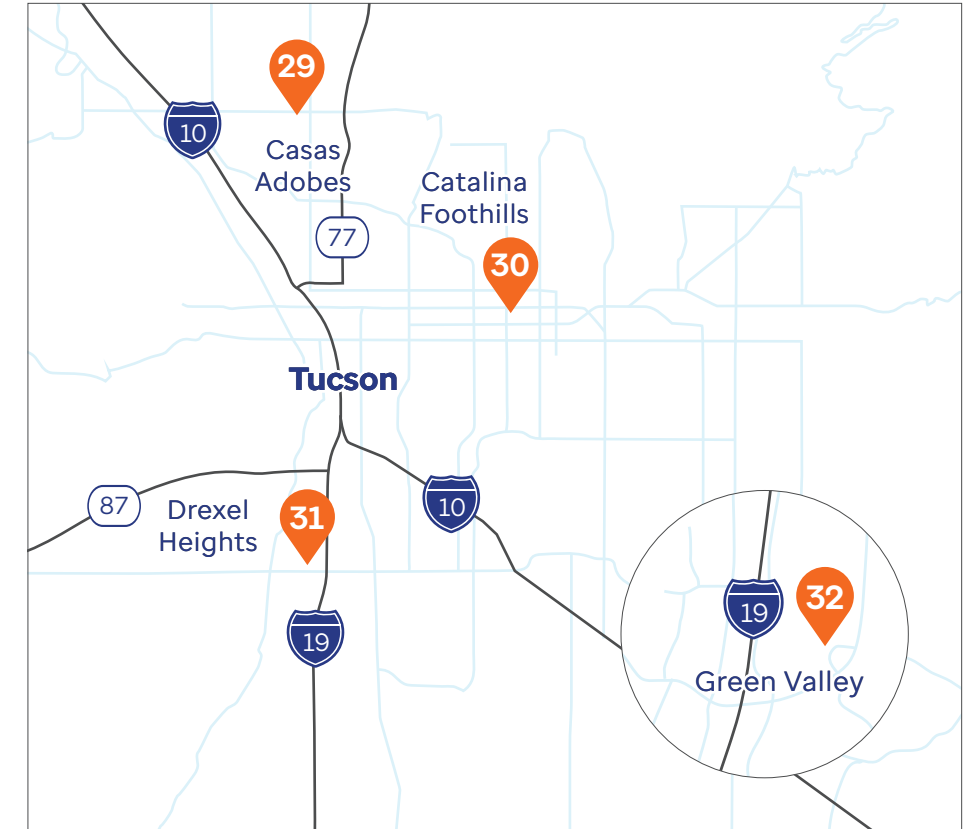 29
10
Casas
Adobes
Catalina
Foothills
77
30
Tucson
87
Drexel
Heights
31
10
19
32
19
Green Valley